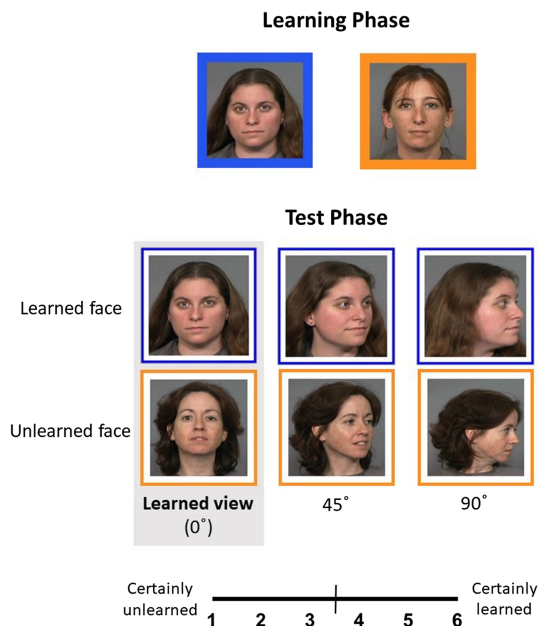 Learning Phase
Test Phase
Learned face
Unlearned face
Learned view
(0˚)
45˚
90˚
Certainly
unlearned
Certainly
learned
1 2 3 4 5 6